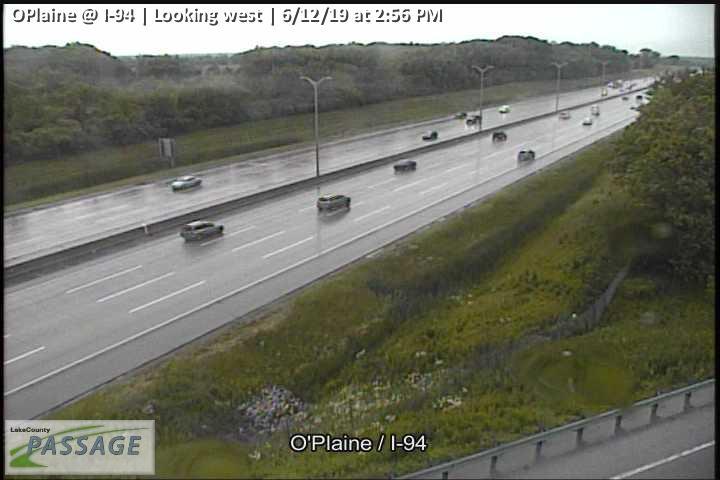 OPlaine @ I-94 | Looking west | 6/12/19 at 2:56 PM
LakeCounty
PASSAGE
O'Plaine / I-94